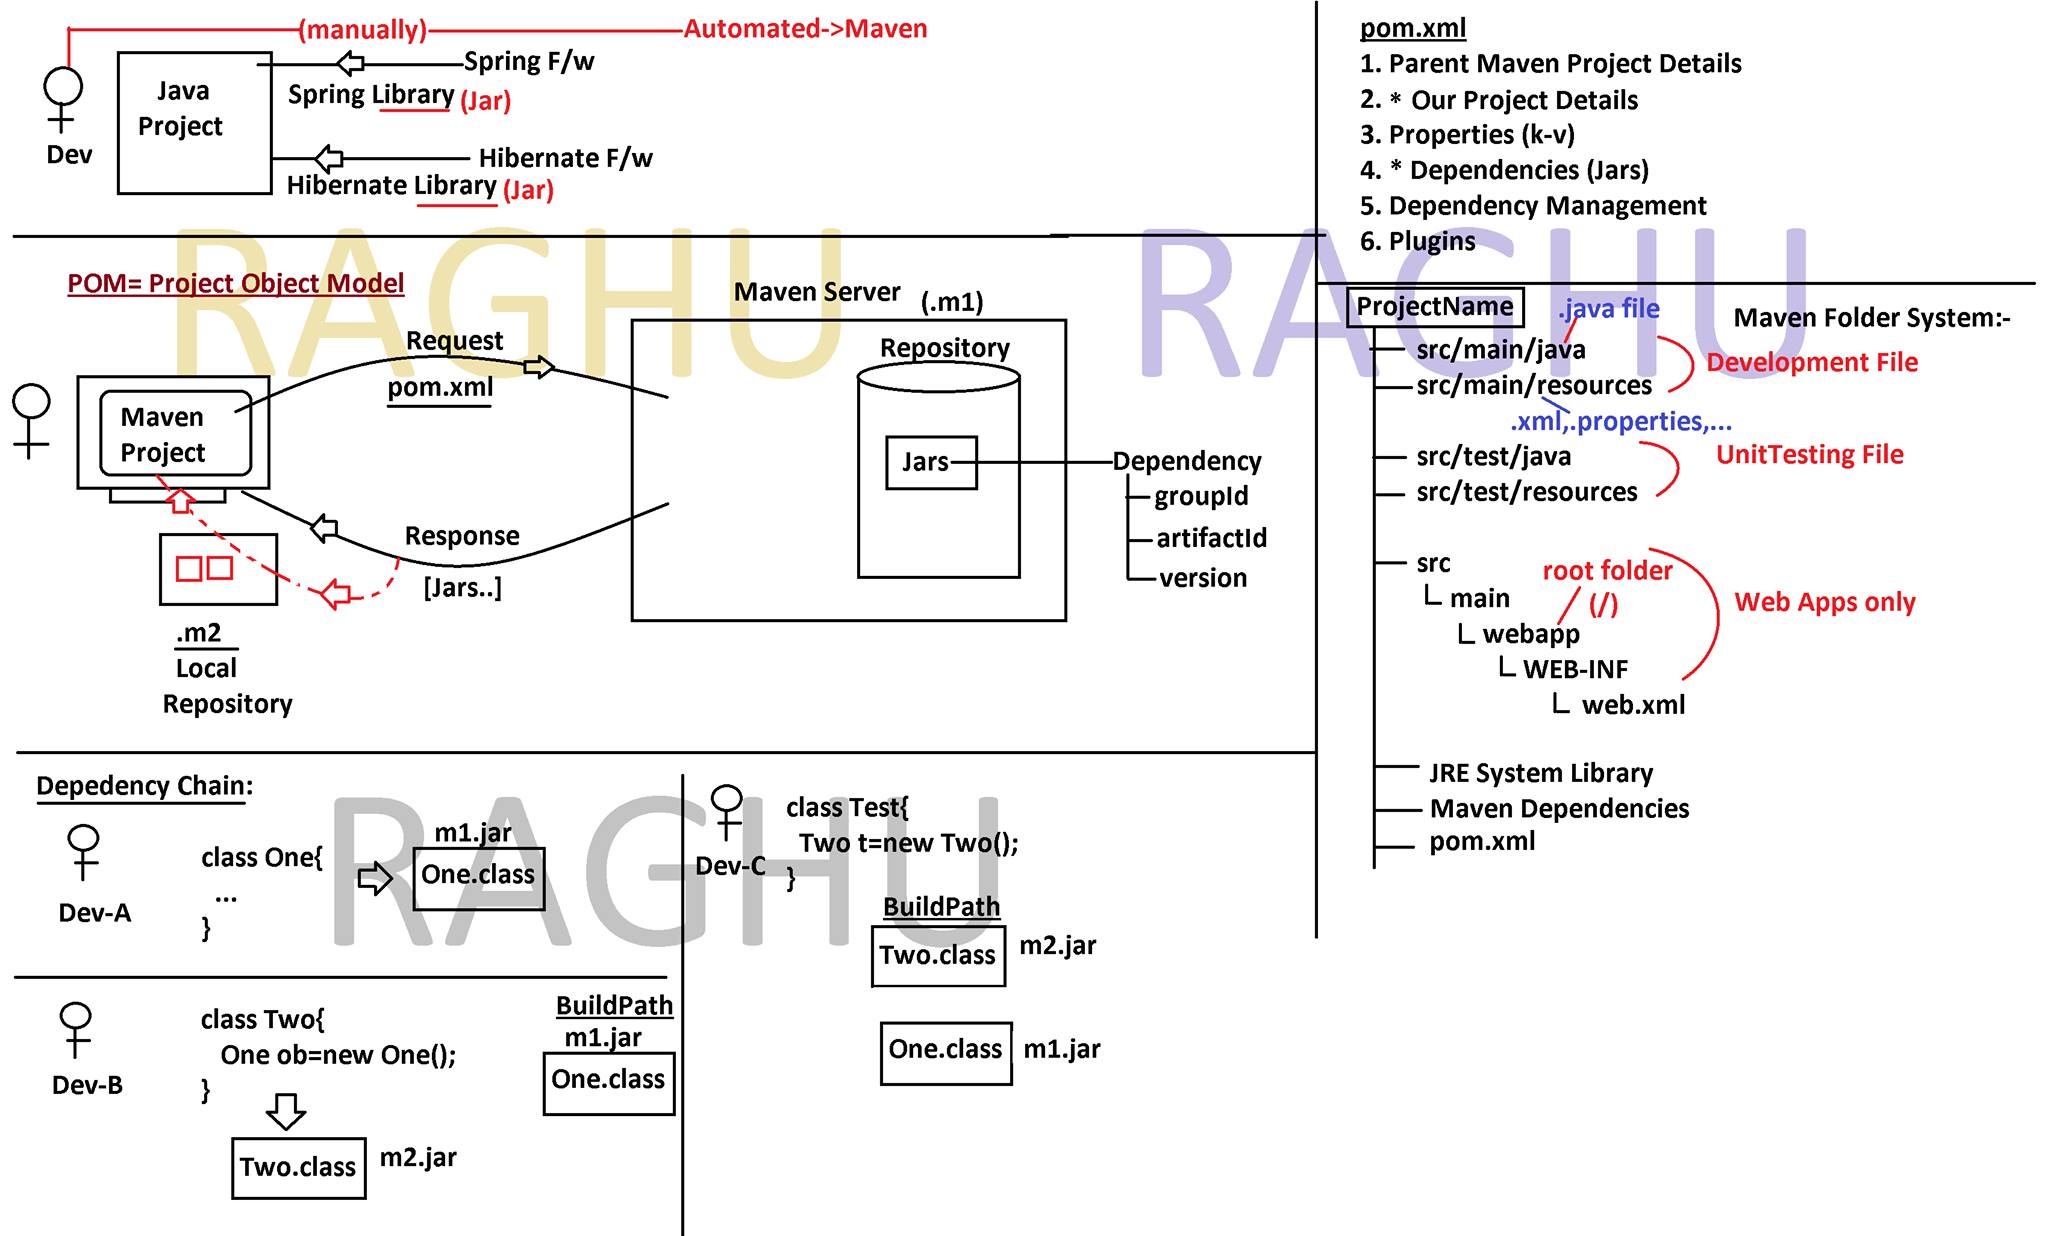 (manually)
Automated->Maven
Java
Project
Dev
Spring F/w
Spring Library (Jar)
Hibernate F/w
Hibernate Library (Jar)
pom.xml
1. Parent Maven Project Details
2. * Our Project Details
3. Properties (k-v)
4. * Dependencies (Jars)
5. Dependency Management
6. Plugins
RAGHU
RAGHU
POM= Project Object Model
Maven Server (.m1)
Request
pom.xml
Maven
Project
Repository
Jars
Dependency
groupId
artifactId
version
Response
[Jars..]
.m2
Local
Repository
ProjectName
.java file
Maven Folder System:-
src/main/java
src/main/resources
Development File
.xml,.properties,...
src/test/java
src/test/resources
UnitTesting File
src
main
webapp
WEB-INF
web.xml
root folder
(/)
Web Apps only
JRE System Library
Maven Dependencies
pom.xml
Depedency Chain:
RAGHU
Dev-A
class One{
...
}
m1.jar
One.class
Dev-B
class Two{
One ob=new One();
}
Two.class m2.jar
BuildPath
m1.jar
One.class
Dev-C
class Test{
Two t=new Two();
}
BuildPath
Two.class m2.jar
One.class m1.jar